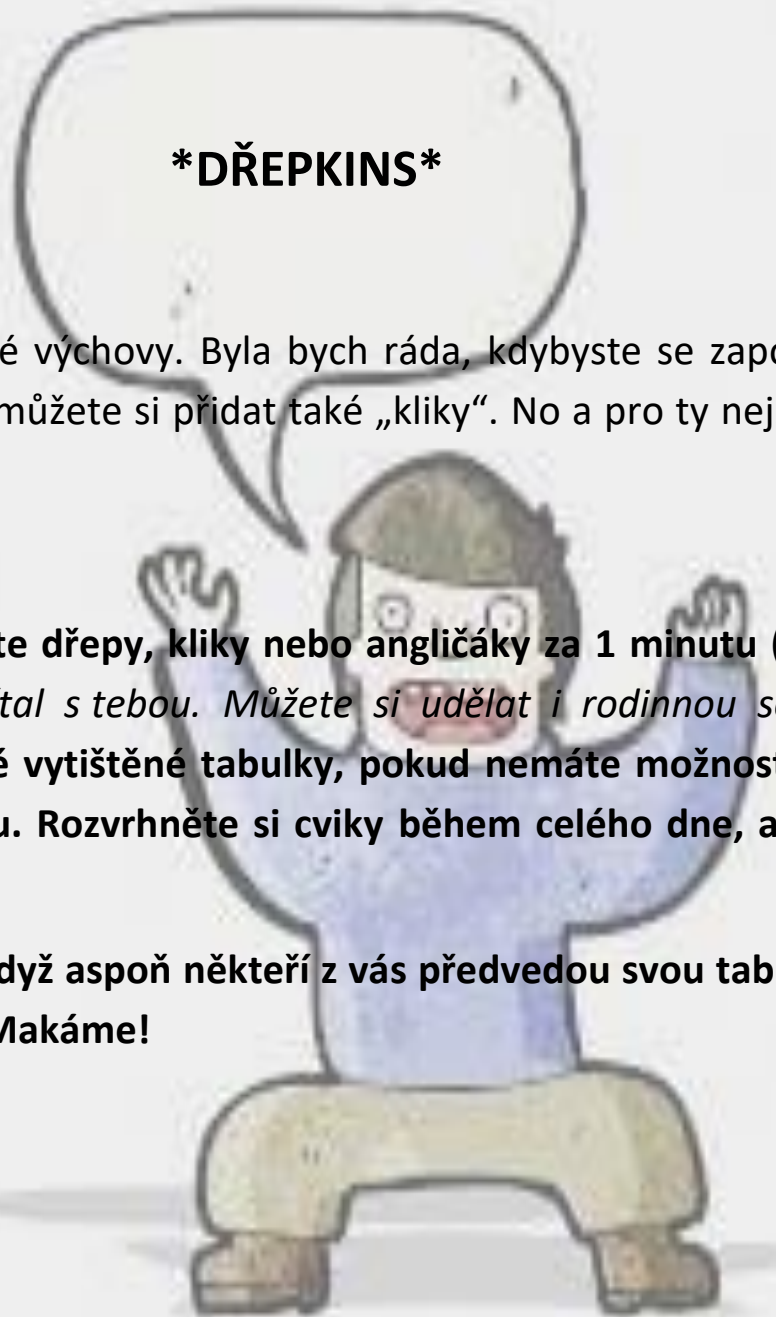 *DŘEPKINS*
é výchovy. Byla bych ráda, kdybyste se zapo
můžete si přidat také „kliky“. No a pro ty nej
te dřepy, kliky nebo angličáky za 1 minutu (
ítal s tebou. Můžete si udělat i rodinnou s
é vytištěné tabulky, pokud nemáte možnost
u. Rozvrhněte si cviky během celého dne, a
dyž aspoň někteří z vás předvedou svou tab
Makáme!